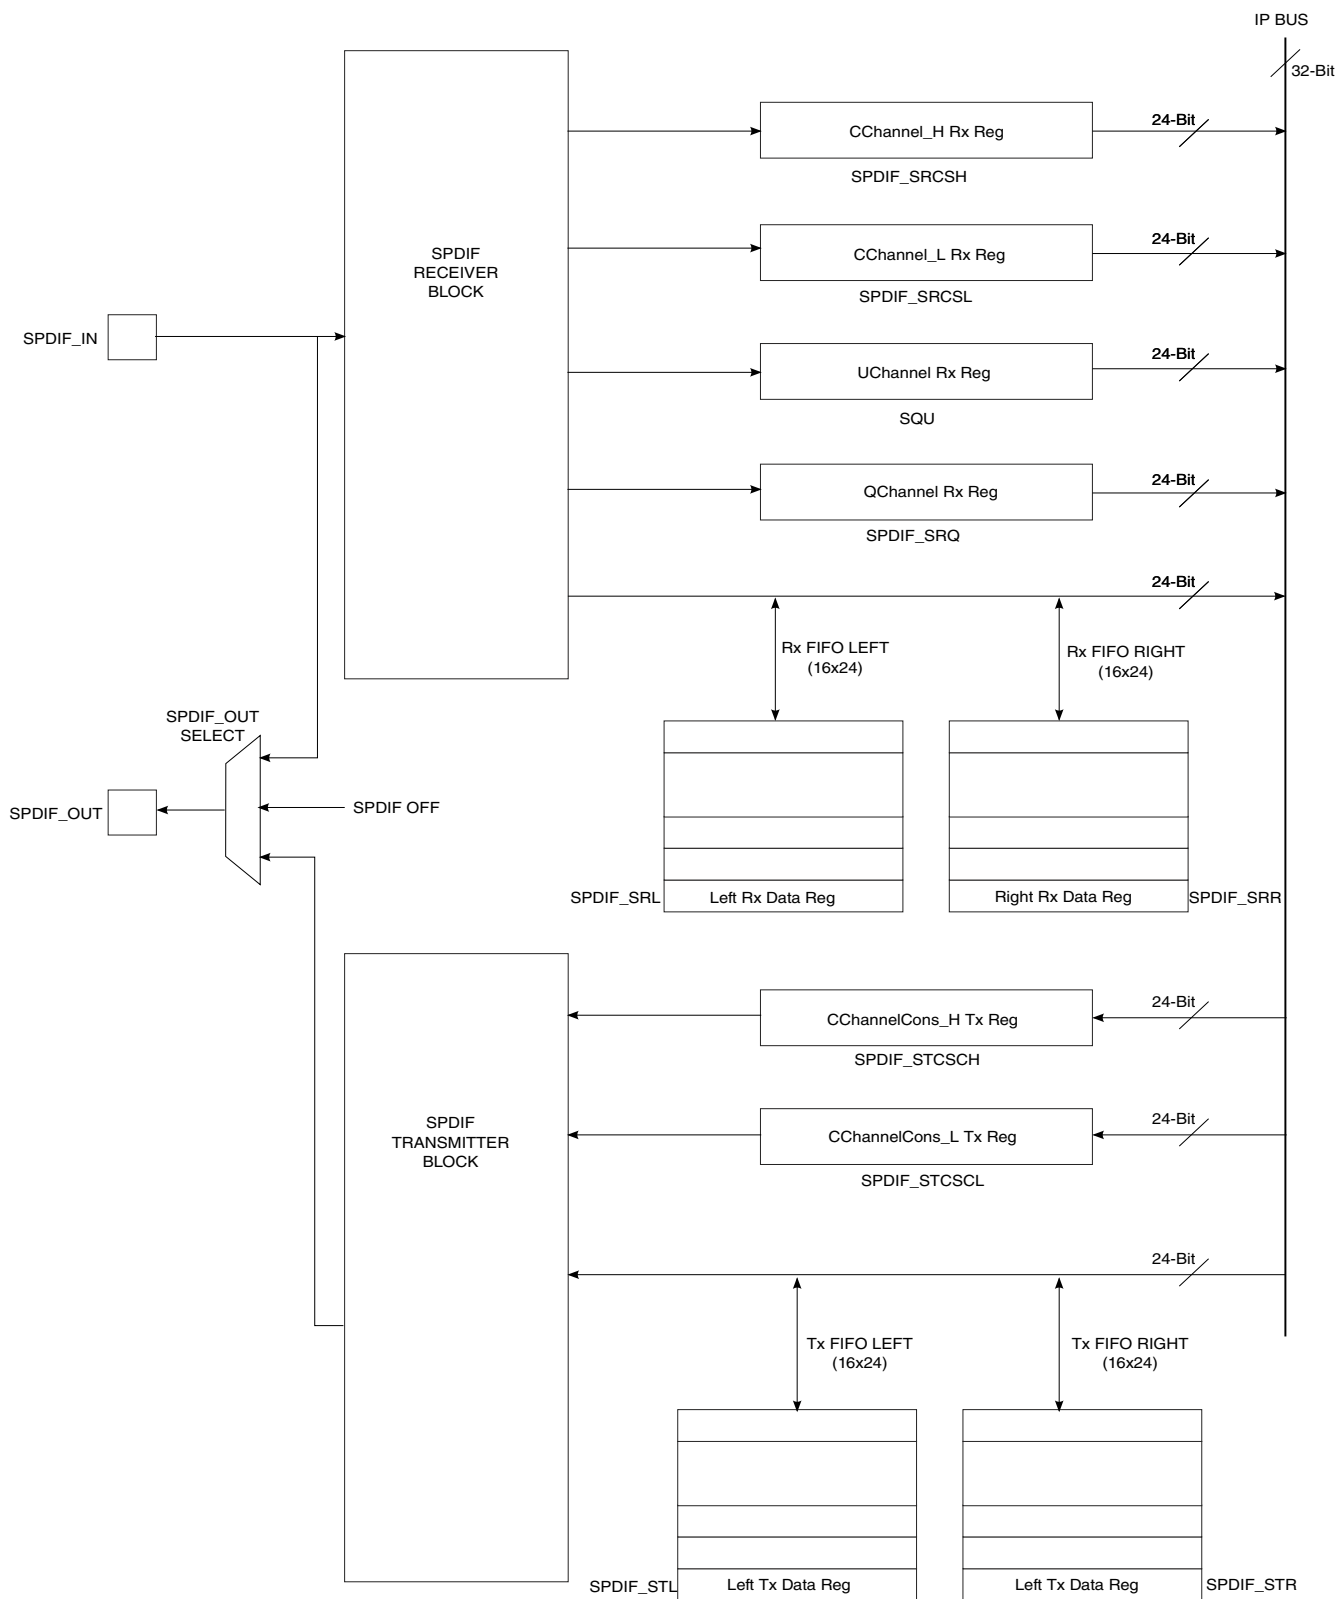 IP BUS
32-Bit
24-Bit
CChannel_H Rx Reg
SPDIF_SRCSH
SPDIF
RECEIVER
BLOCK
24-Bit
CChannel_L Rx Reg
SPDIF_SRCSL
SPDIF_IN
24-Bit
UChannel Rx Reg
SQU
24-Bit
QChannel Rx Reg
SPDIF_SRQ
24-Bit
Rx FIFO LEFT
(16x24)
Rx FIFO RIGHT
(16x24)
SPDIF_OUT
SELECT
SPDIF_OUT
SPDIF OFF
SPDIF_SRL
Left Rx Data Reg
Right Rx Data Reg
SPDIF_SRR
24-Bit
CChannelCons_H Tx Reg
SPDIF_STCSCH
SPDIF
TRANSMITTER
BLOCK
24-Bit
CChannelCons_L Tx Reg
SPDIF_STCSCL
24-Bit
Tx FIFO LEFT
(16x24)
Tx FIFO RIGHT
(16x24)
SPDIF_STL
Left Tx Data Reg
Left Tx Data Reg
SPDIF_STR